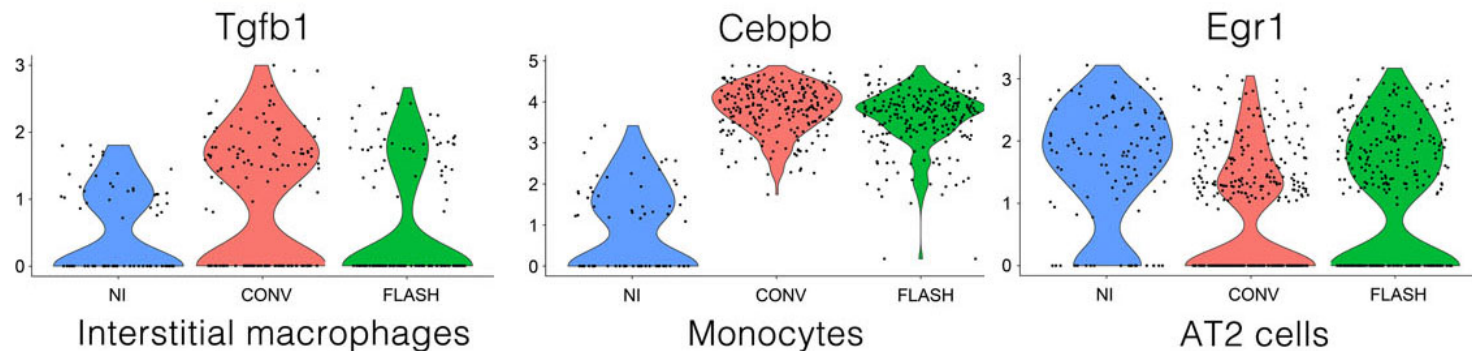 Tgfb1
3
2
1
0
NI CONV FLASH
Interstitial macrophages
Cebpb
5
4
3
2
1
0
NI CONV FLASH
Monocytes
Egr1
3
2
1
0
NI CONV FLASH
AT2 cells